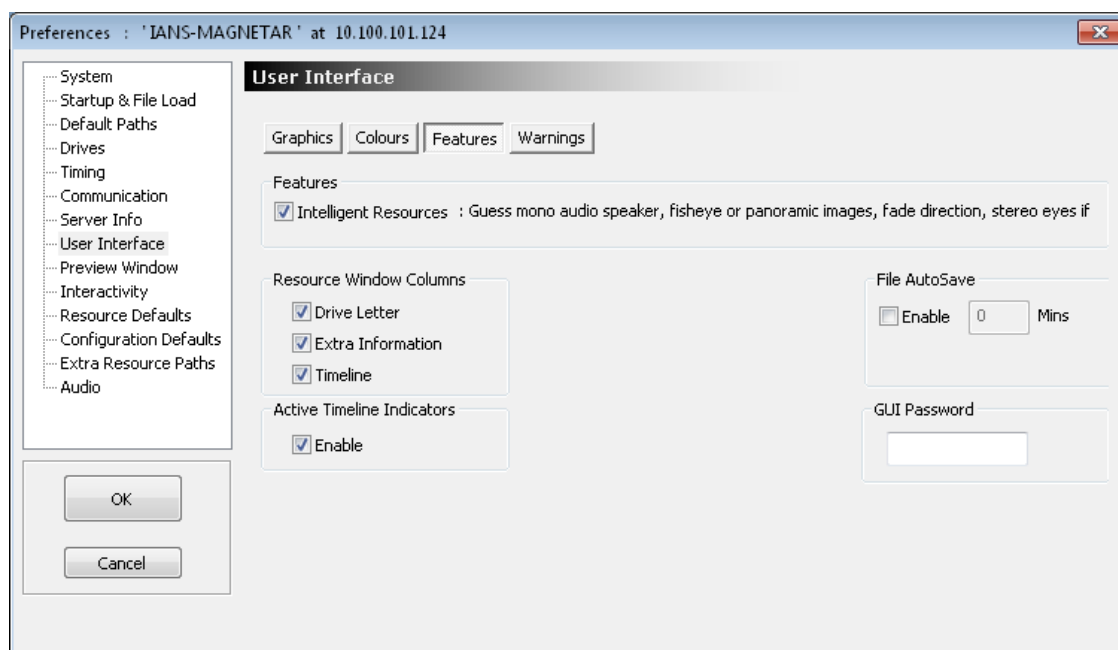 Preferences : 'IANS-MAGNETAR' at 10.100.101.124
System
Startup & File Load
Default Paths
Drives
Timing
Communication
Server Info
User Interface
Preview Window
Interactivity
Resource Defaults
Configuration Defaults
Extra Resource Paths
Audio
OK
Cancel
User Interface
Graphics Colours Features Warnings
Features
Intelligent Resources : Guess mono audio speaker, fisheye or panoramic images, fade direction, stereo eyes if
Resource Window Columns
Drive Letter
Extra Information
Timeline
Active Timeline Indicators
Enable
File AutoSave
Enable 0 Mins
GUI Password